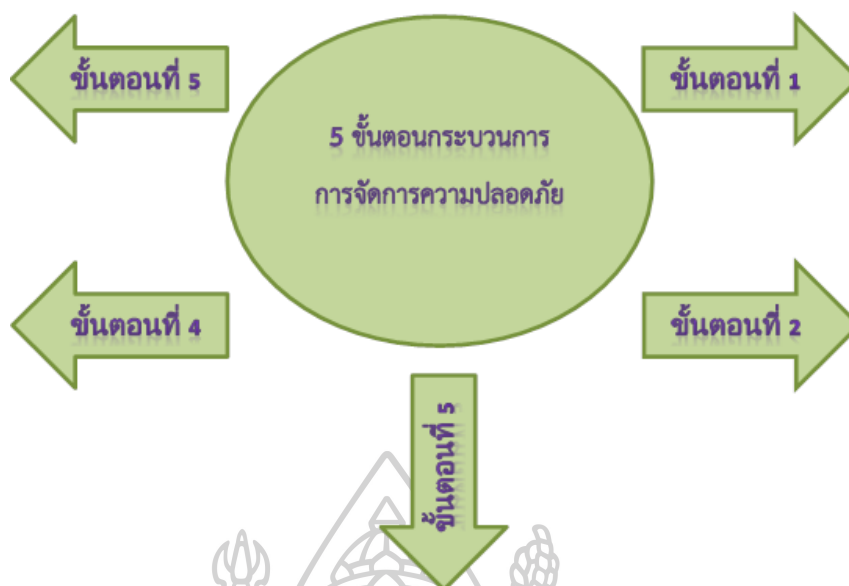 ขั้นตอนที่ 5
ขั้นตอนที่ 1
5 ขั้นตอนกระบวนการ
การจัดการความปลอดภัย
ขั้นตอนที่ 4
ขั้นตอนที่ 2
ขั้นตอนที่ 5